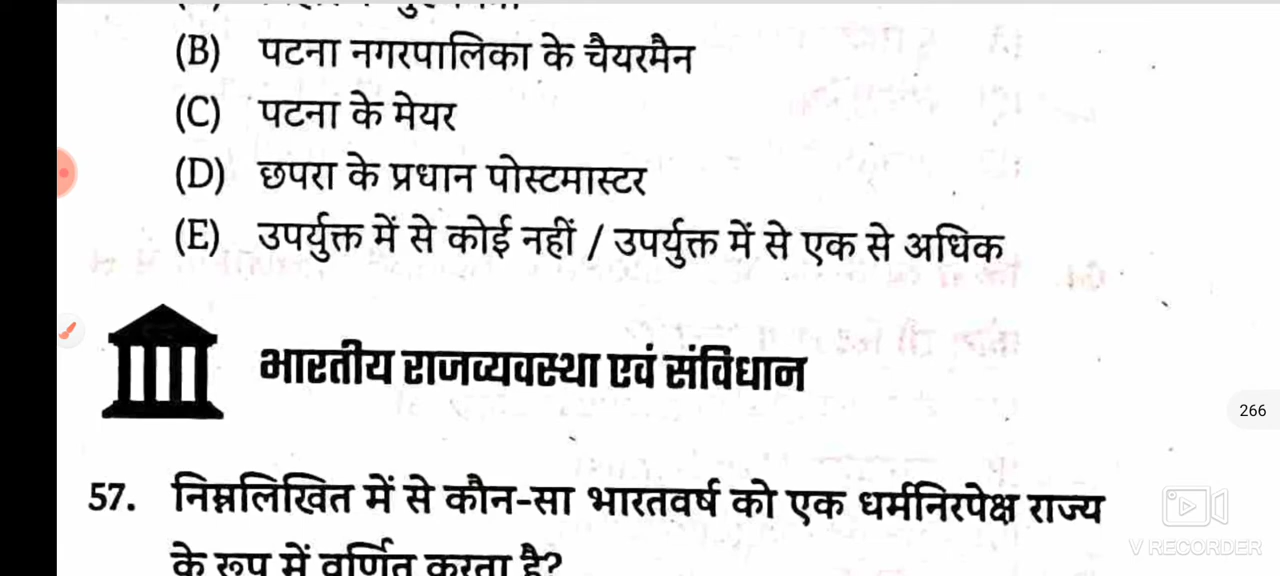 (B) पटना नगरपालिका के चैयरमैन
(C) पटना के मेयर
(D) छपरा के प्रधान पोस्टमास्टर
(E) उपर्युक्त में से कोई नहीं / उपर्युक्त में से एक से अधिक
भारतीय राजव्यवस्था एवं संविधान
266
57. निम्नलिखित में से कौन-सा भारतवर्ष को एक धर्मनिरपेक्ष राज्य
के रूप में वर्णित करता है?
V RECORDER